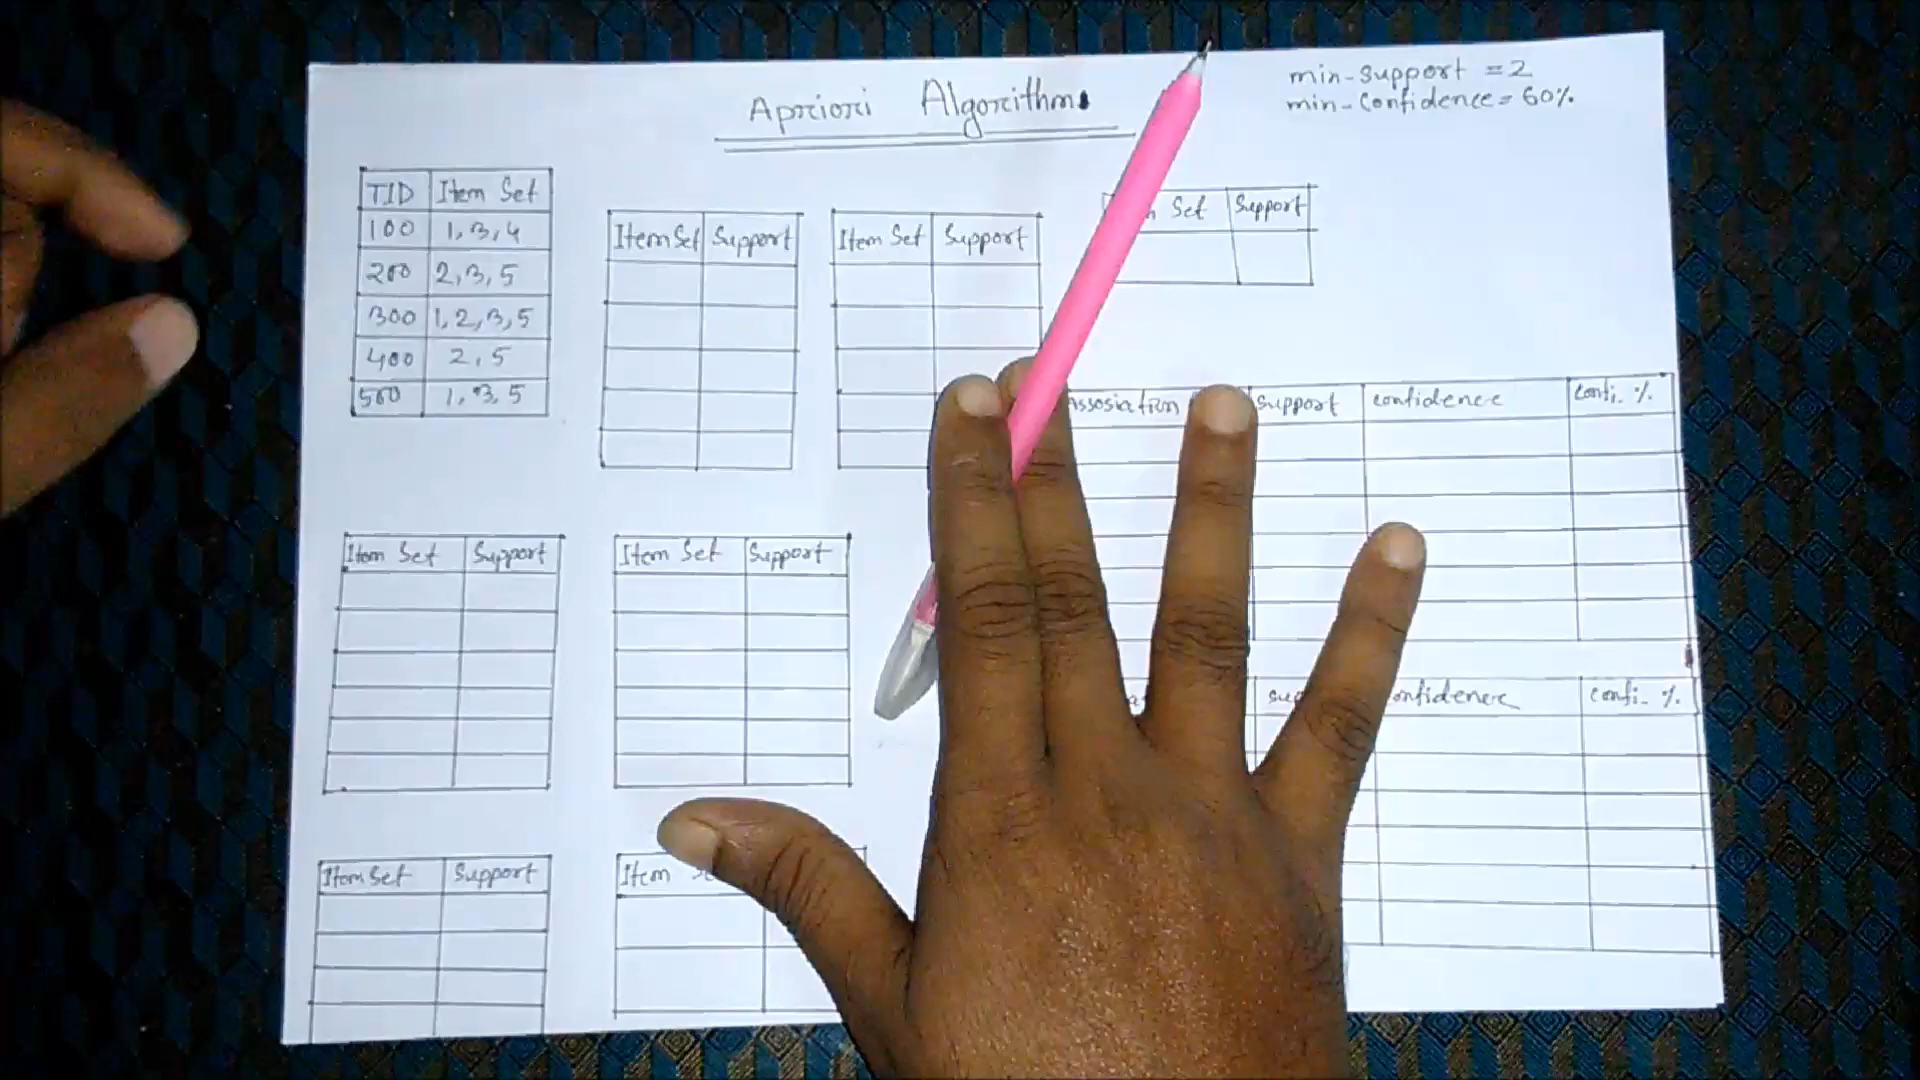 Apriori Algorithm
min-support = 2
min-confidence = 60%
TID Item Set
100 1, 3, 4
200 2, 3, 5
300 1, 2, 3, 5
400 2, 5
500 1, 3, 5
Item Set Support
Item Set Support
Set Support
Assosiation Support confidence confi. %
Item Set Support
Item Set Support
confi. %
Item Set Support
Item